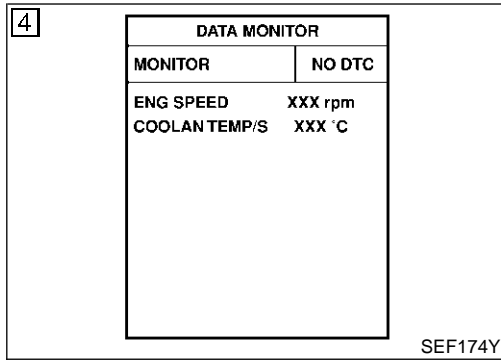 4
DATA MONITOR
MONITOR NO DTC
ENG SPEED XXX rpm
COOLAN TEMP/S XXX °C
SEF174Y